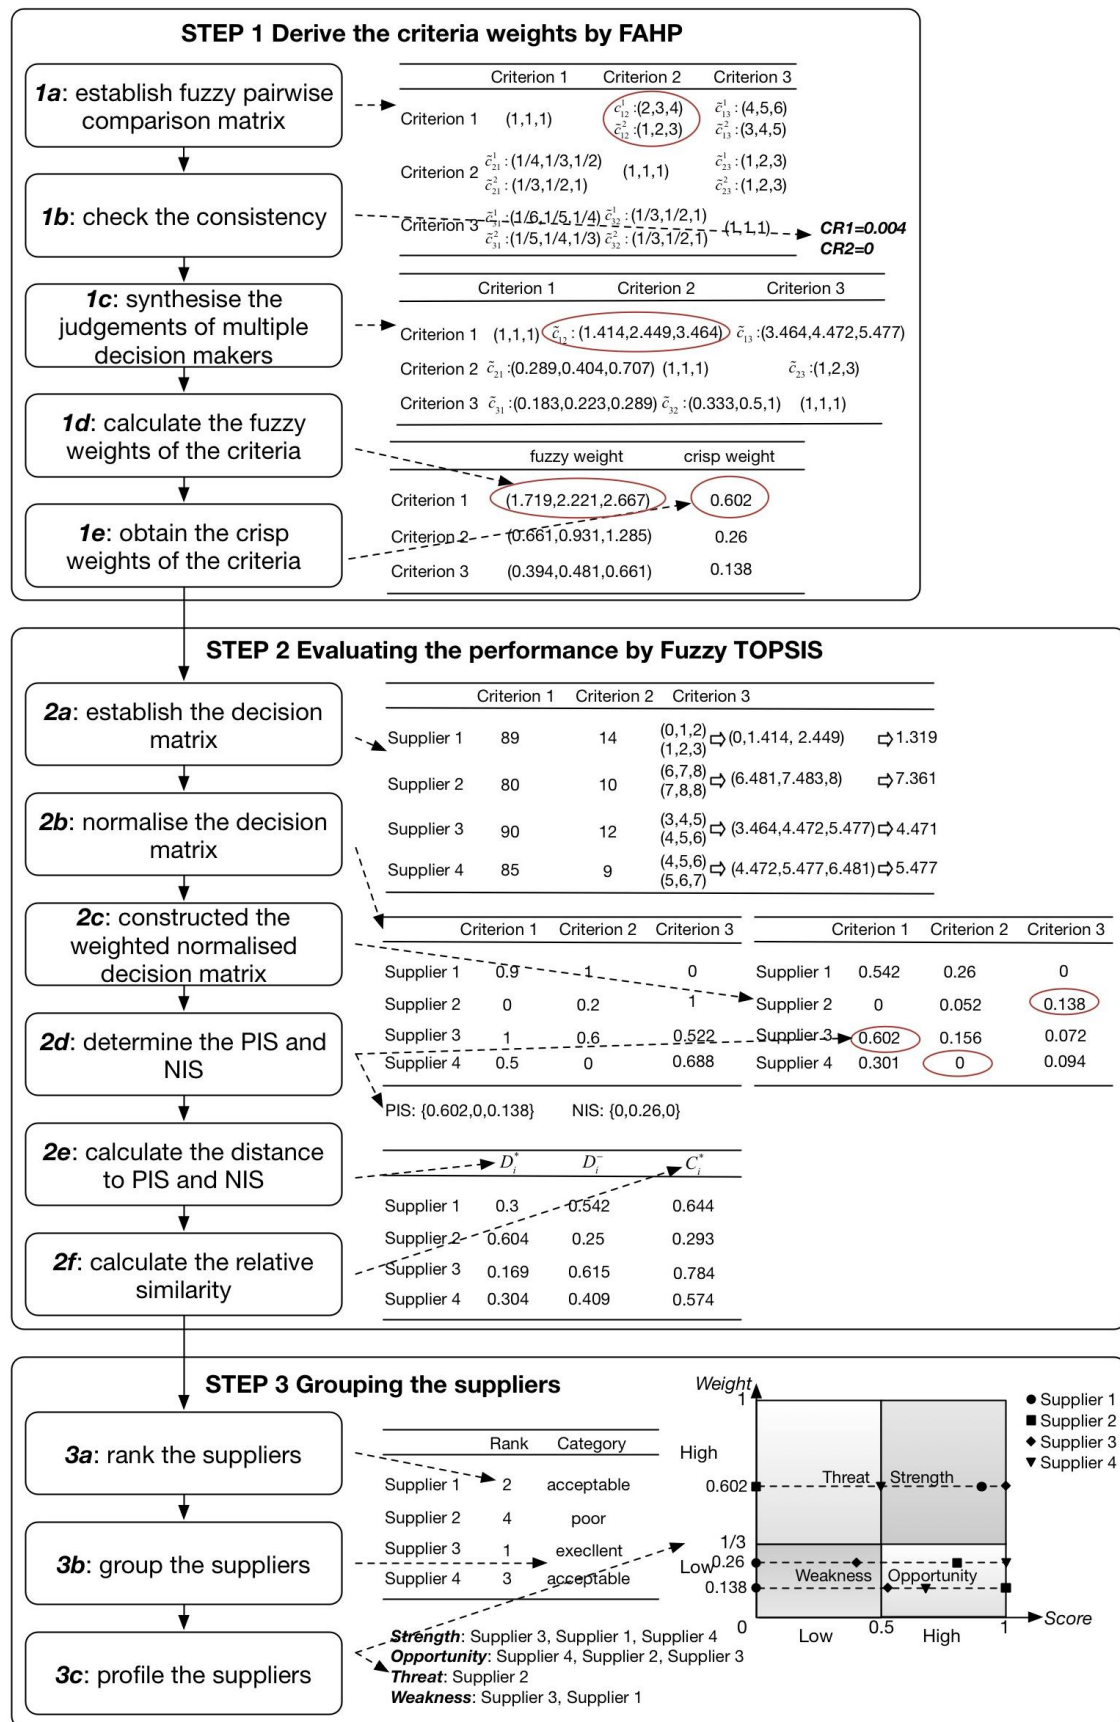 STEP 1 Derive the criteria weights by FAHP
1a: establish fuzzy pairwise
comparison matrix
1b: check the consistency
1c: synthesise the
judgements of multiple
decision makers
1d: calculate the fuzzy
weights of the criteria
1e: obtain the crisp
weights of the criteria
Criterion 1 Criterion 2 Criterion 3
Criterion 1 (1,1,1) c̃¹₁₂:(2,3,4) c̃¹₁₃:(4,5,6)
c̃²₁₂:(1,2,3) c̃²₁₃:(3,4,5)
Criterion 2 c̃¹₂₁:(1/4,1/3,1/2) (1,1,1) c̃¹₂₃:(1,2,3)
c̃²₂₁:(1/3,1/2,1) c̃²₂₃:(1,2,3)
Criterion 3 c̃¹₃₁:(1/6,1/5,1/4) c̃¹₃₂:(1/3,1/2,1) (1,1,1)
c̃²₃₁:(1/5,1/4,1/3) c̃²₃₂:(1/3,1/2,1)
CR1=0.004
CR2=0
Criterion 1 Criterion 2 Criterion 3
Criterion 1 (1,1,1) c̃₁₂:(1.414,2.449,3.464) c̃₁₃:(3.464,4.472,5.477)
Criterion 2 c̃₂₁:(0.289,0.404,0.707) (1,1,1) c̃₂₃:(1,2,3)
Criterion 3 c̃₃₁:(0.183,0.223,0.289) c̃₃₂:(0.333,0.5,1) (1,1,1)
fuzzy weight crisp weight
Criterion 1 (1.719,2.221,2.667) 0.602
Criterion 2 (0.661,0.931,1.285) 0.26
Criterion 3 (0.394,0.481,0.661) 0.138
STEP 2 Evaluating the performance by Fuzzy TOPSIS
2a: establish the decision
matrix
2b: normalise the decision
matrix
2c: constructed the
weighted normalised
decision matrix
2d: determine the PIS and
NIS
2e: calculate the distance
to PIS and NIS
2f: calculate the relative
similarity
Criterion 1 Criterion 2 Criterion 3
Supplier 1 89 14 (0,1,2) (1,2,3) ⇨ (0,1.414, 2.449) ⇨ 1.319
Supplier 2 80 10 (6,7,8) (7,8,8) ⇨ (6.481,7.483,8) ⇨ 7.361
Supplier 3 90 12 (3,4,5) (4,5,6) ⇨ (3.464,4.472,5.477) ⇨ 4.471
Supplier 4 85 9 (4,5,6) (5,6,7) ⇨ (4.472,5.477,6.481) ⇨ 5.477
Criterion 1 Criterion 2 Criterion 3
Supplier 1 0.9 1 0
Supplier 2 0 0.2 1
Supplier 3 1 0.6 0.522
Supplier 4 0.5 0 0.688
Criterion 1 Criterion 2 Criterion 3
Supplier 1 0.542 0.26 0
Supplier 2 0 0.052 0.138
Supplier 3 0.602 0.156 0.072
Supplier 4 0.301 0 0.094
PIS: {0.602,0,0.138} NIS: {0,0.26,0}
Dᵢ* Dᵢ⁻ Cᵢ*
Supplier 1 0.3 0.542 0.644
Supplier 2 0.604 0.25 0.293
Supplier 3 0.169 0.615 0.784
Supplier 4 0.304 0.409 0.574
STEP 3 Grouping the suppliers
3a: rank the suppliers
3b: group the suppliers
3c: profile the suppliers
Rank Category
Supplier 1 2 acceptable
Supplier 2 4 poor
Supplier 3 1 execllent
Supplier 4 3 acceptable
Strength: Supplier 3, Supplier 1, Supplier 4
Opportunity: Supplier 4, Supplier 2, Supplier 3
Threat: Supplier 2
Weakness: Supplier 3, Supplier 1
Weight
1
High
0.602
1/3
Low
0.26
0.138
0
Threat Strength
Weakness Opportunity
0.5 1
Low High
Score
Supplier 1
Supplier 2
Supplier 3
Supplier 4